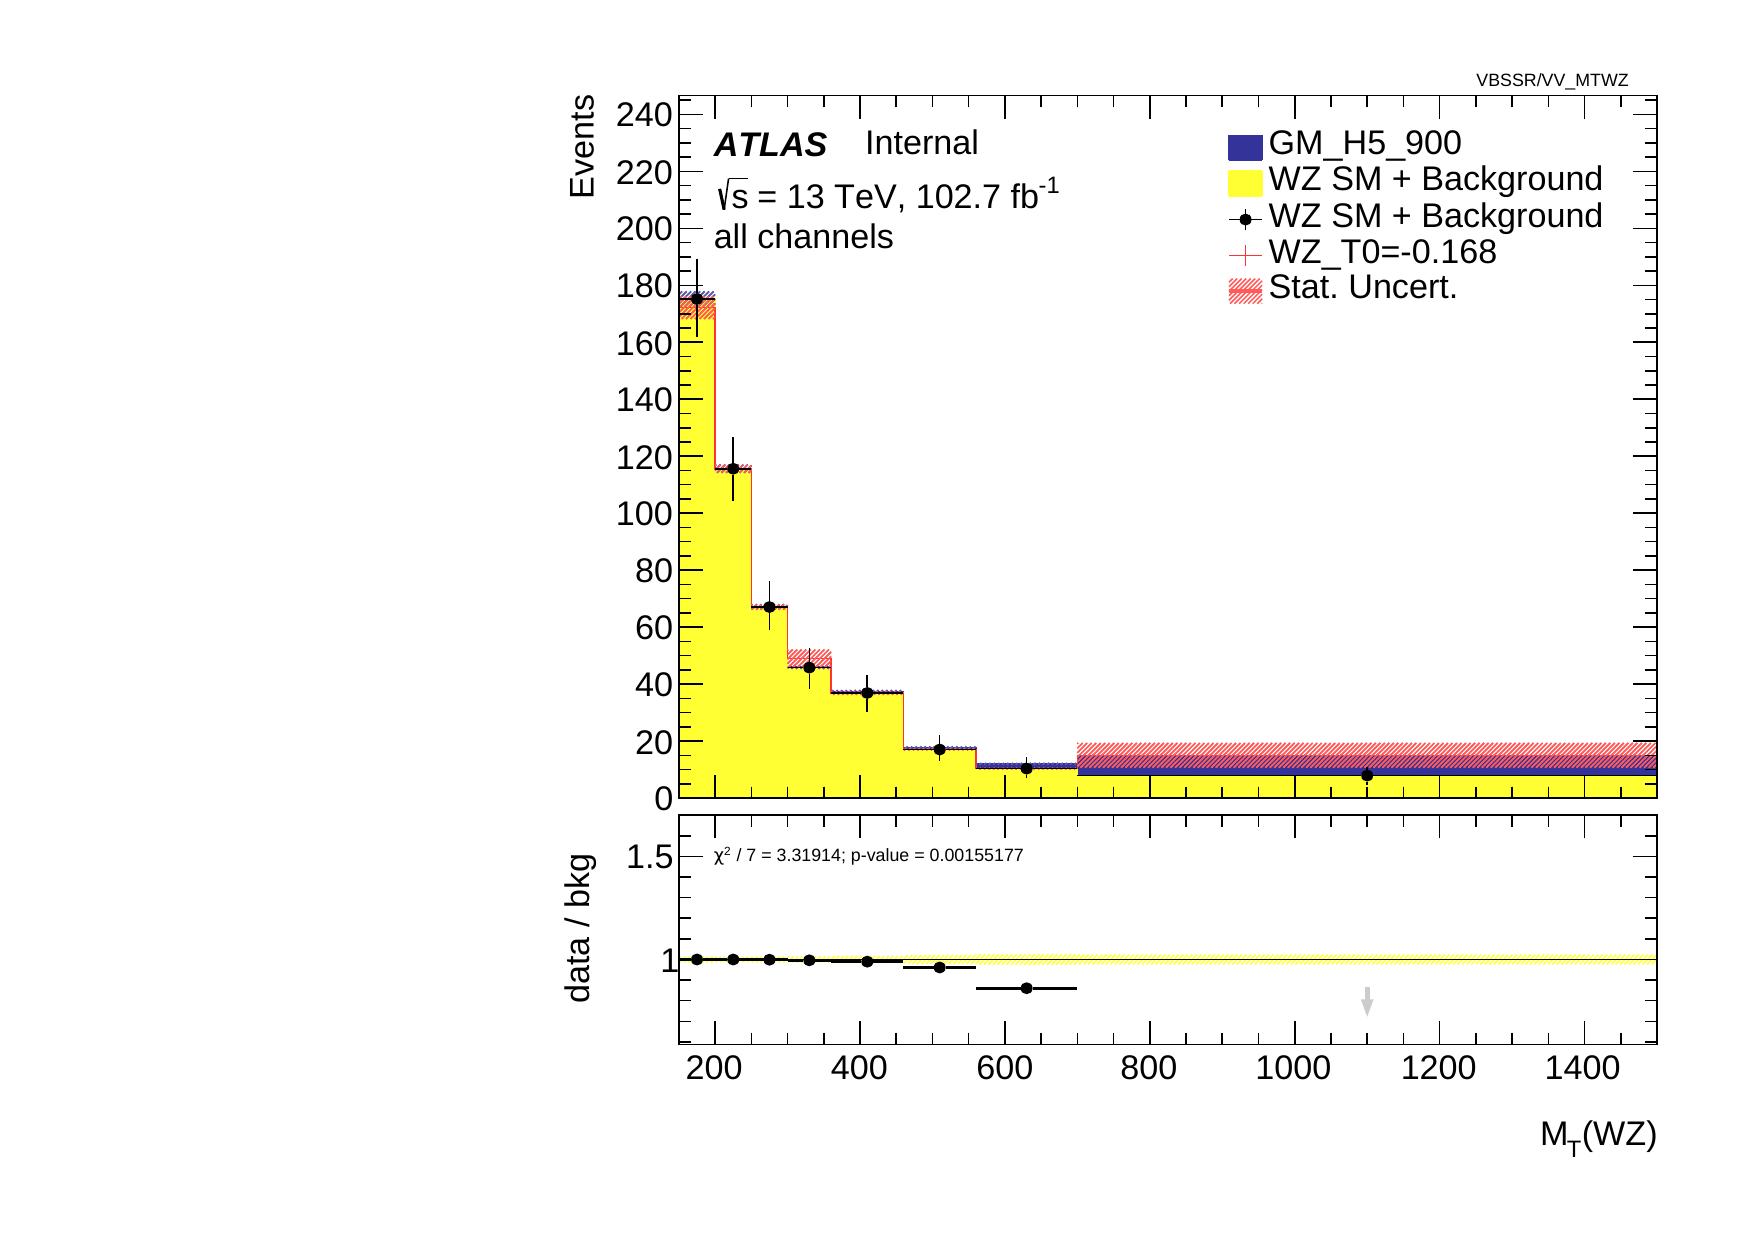 VBSSR/VV_MTWZ
Events
240
220
200
180
160
140
120
100
80
60
40
20
0
ATLAS Internal
√s = 13 TeV, 102.7 fb⁻¹
all channels
GM_H5_900
WZ SM + Background
WZ SM + Background
WZ_T0=-0.168
Stat. Uncert.
data / bkg
1.5
1
χ² / 7 = 3.31914; p-value = 0.00155177
200 400 600 800 1000 1200 1400
M_T(WZ)